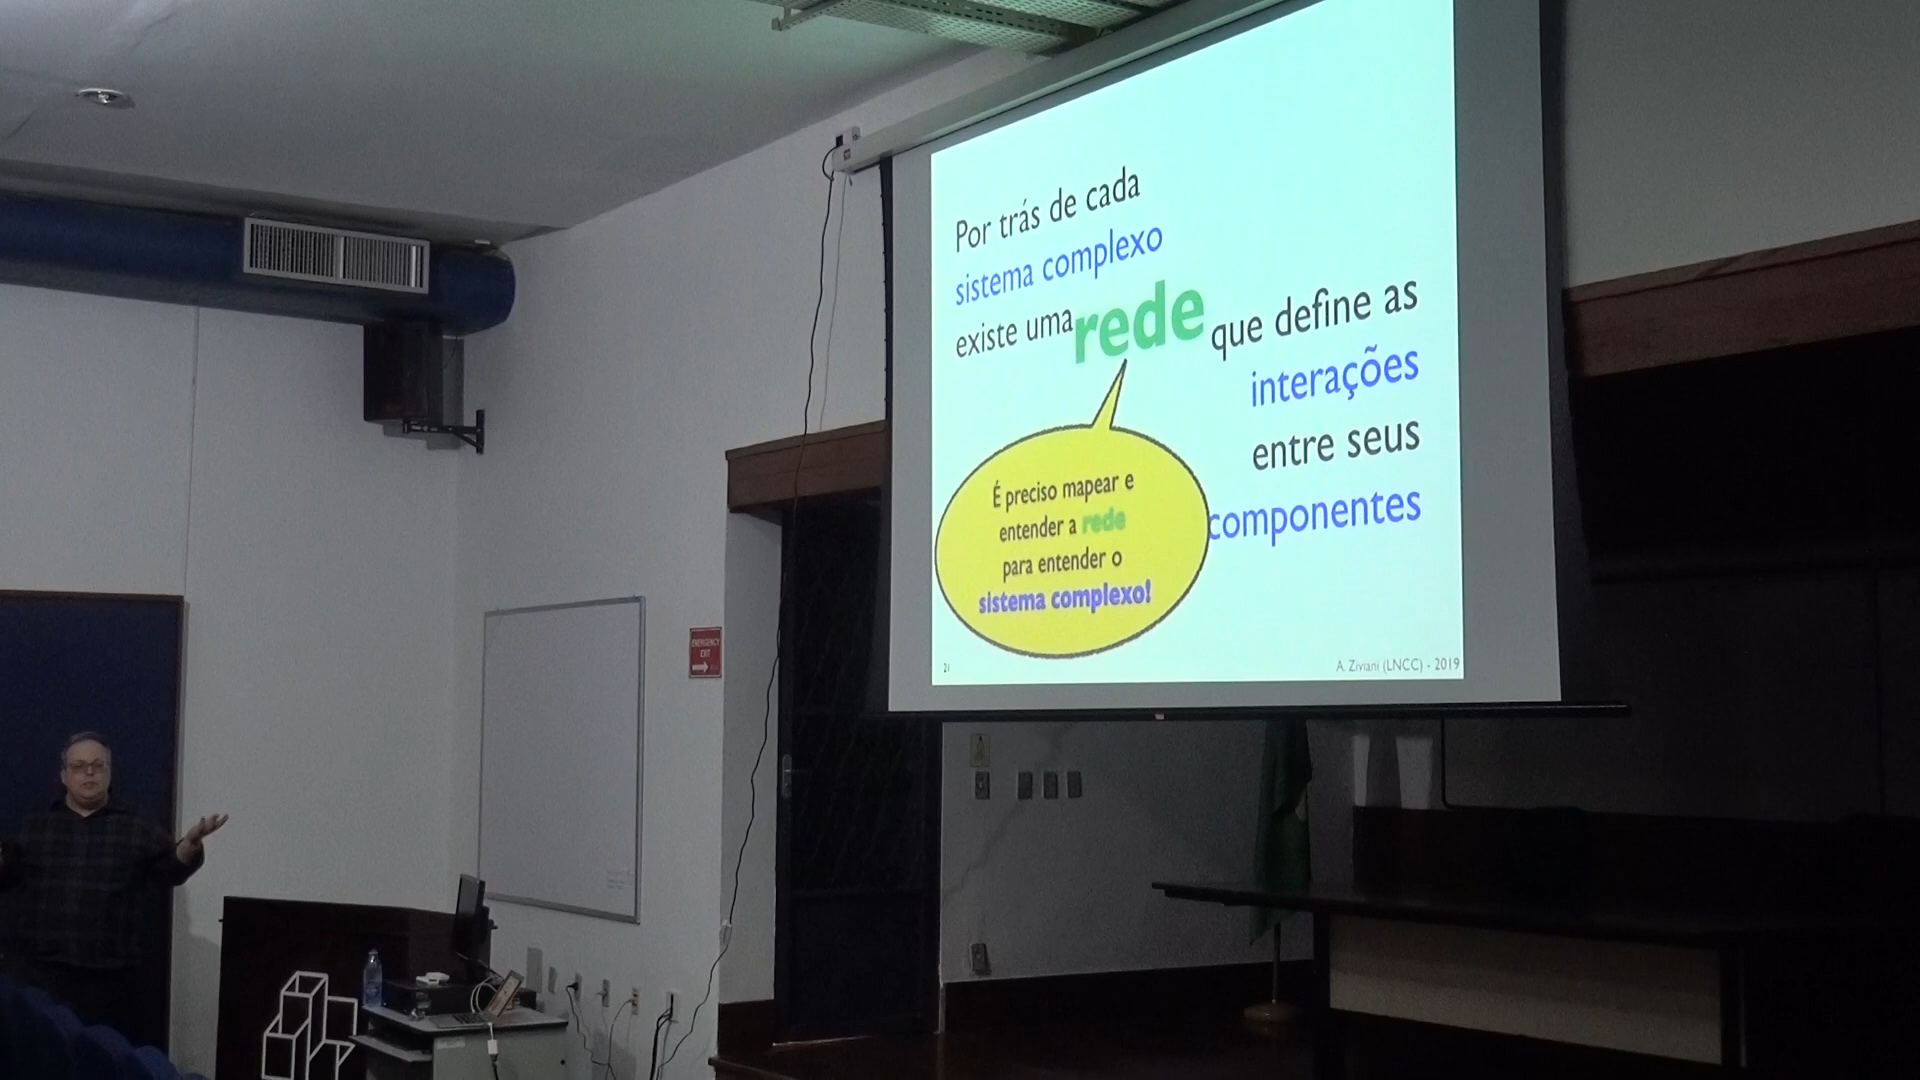 Por trás de cada
sistema complexo
existe uma rede que define as
interações
entre seus
componentes
É preciso mapear e
entender a rede
para entender o
sistema complexo!
21
A. Ziviani (LNCC) - 2019
EMERGENCY
EXIT